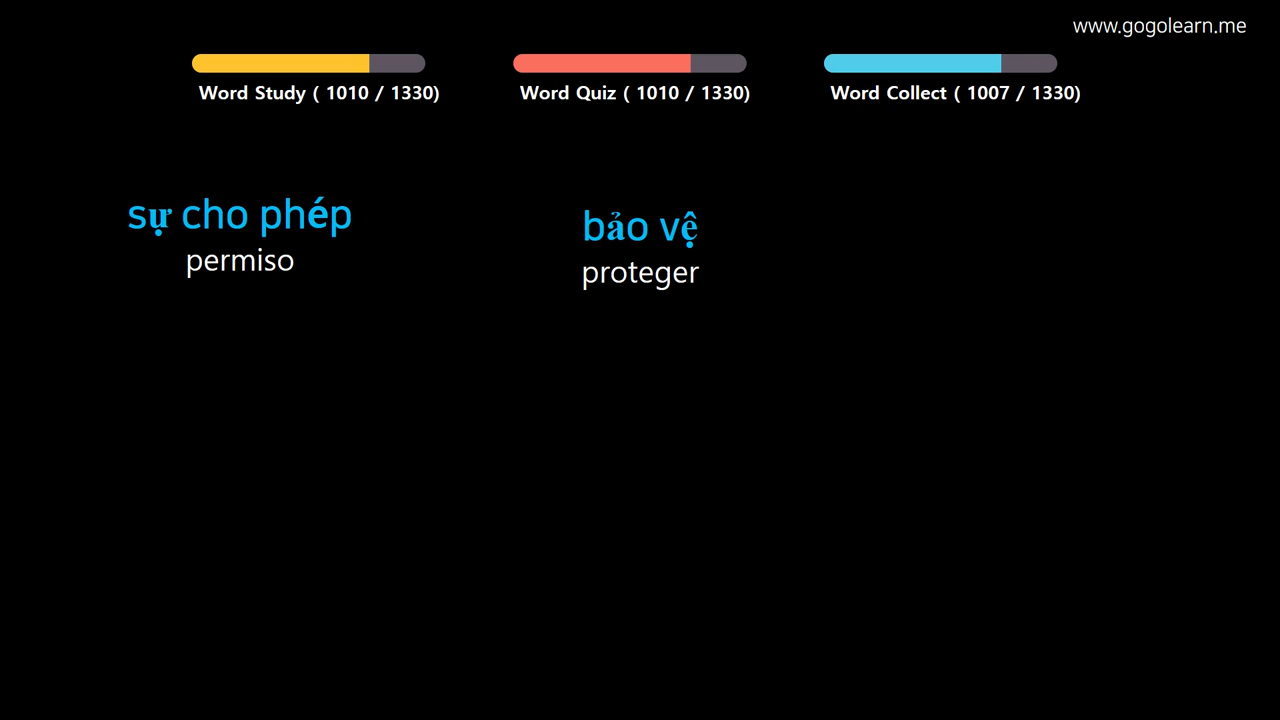 www.gogolearn.me
Word Study ( 1010 / 1330)
Word Quiz ( 1010 / 1330)
Word Collect ( 1007 / 1330)
sự cho phép
permiso
bảo vệ
proteger